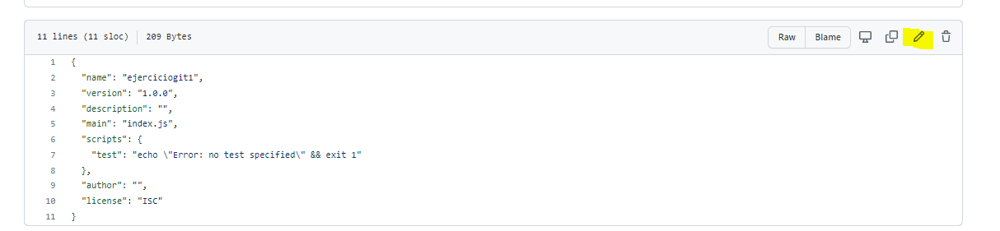 11 lines (11 sloc) 209 Bytes Raw Blame
1 {
2 "name": "ejerciciogit1",
3 "version": "1.0.0",
4 "description": "",
5 "main": "index.js",
6 "scripts": {
7 "test": "echo \"Error: no test specified\" && exit 1"
8 },
9 "author": "",
10 "license": "ISC"
11 }